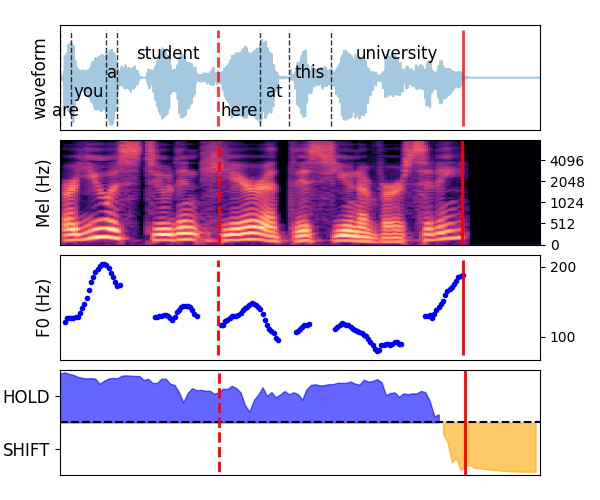 waveform
student
university
a
this
you
at
are
here
Mel (Hz)
4096
2048
1024
512
0
F0 (Hz)
200
100
HOLD
SHIFT